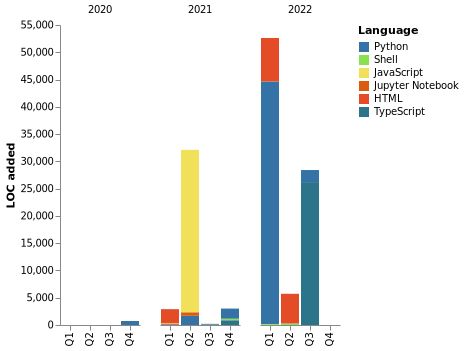 2020 2021 2022
Language
Python
Shell
JavaScript
Jupyter Notebook
HTML
TypeScript
LOC added
55,000
50,000
45,000
40,000
35,000
30,000
25,000
20,000
15,000
10,000
5,000
0
Q1 Q2 Q3 Q4 Q1 Q2 Q3 Q4 Q1 Q2 Q3 Q4